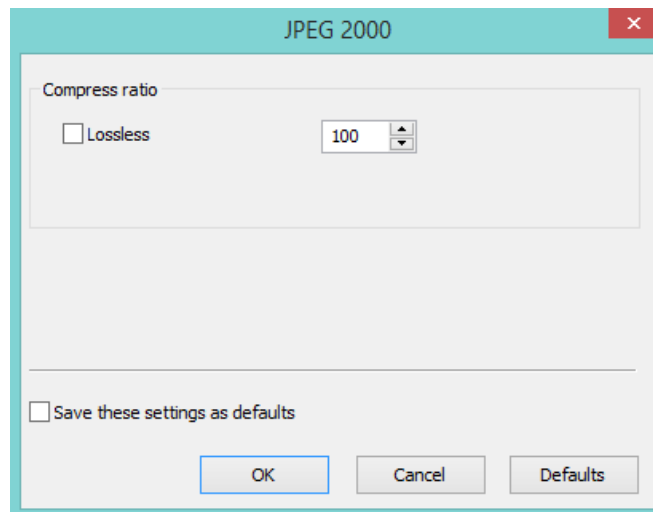 JPEG 2000
Compress ratio
Lossless 100
Save these settings as defaults
OK Cancel Defaults